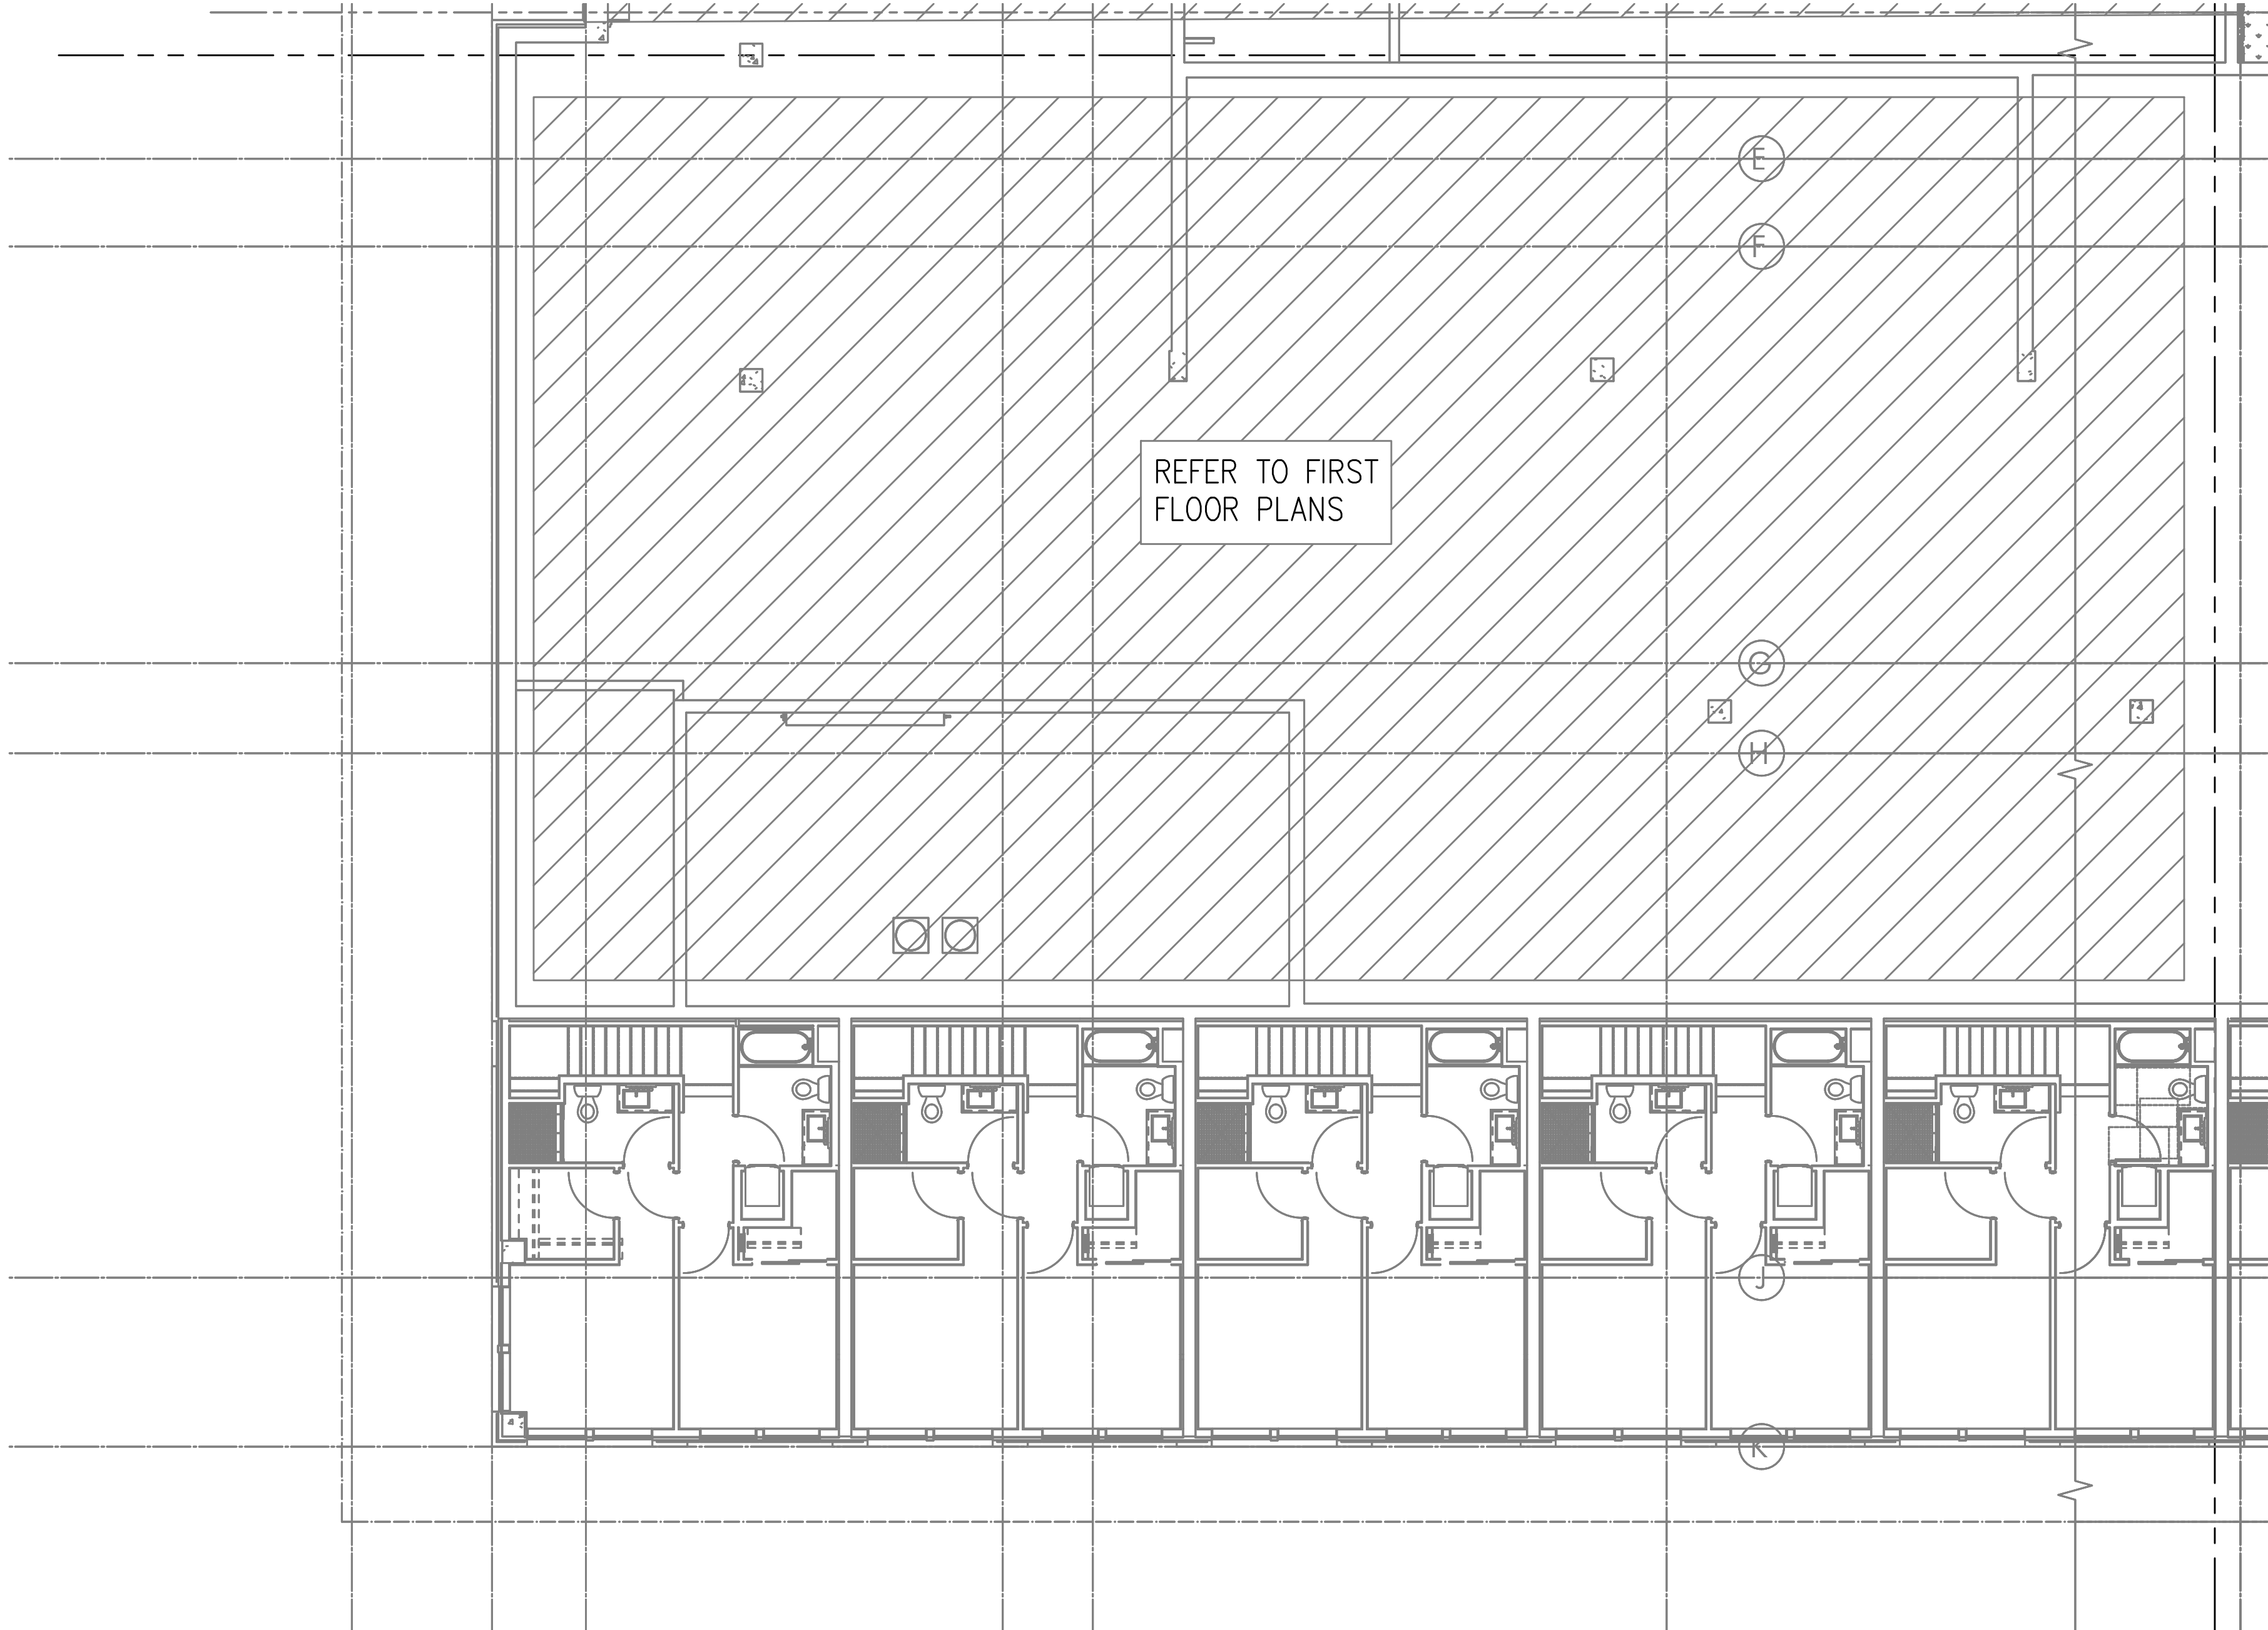 E
F
REFER TO FIRST
FLOOR PLANS
G
H
J
K